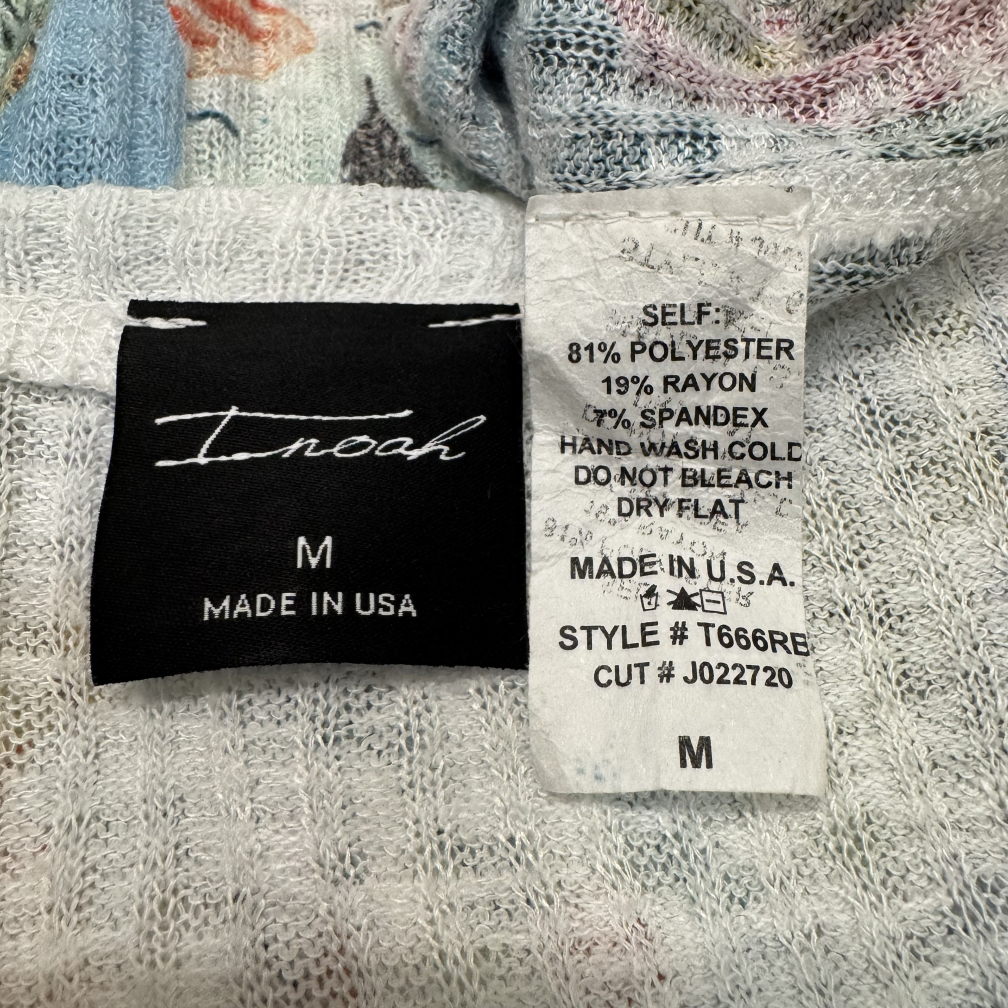 Inoah
M
MADE IN USA
SELF:
81% POLYESTER
19% RAYON
7% SPANDEX
HAND WASH COLD
DO NOT BLEACH
DRY FLAT
MADE IN U.S.A.
STYLE # T666RB
CUT # J022720
M